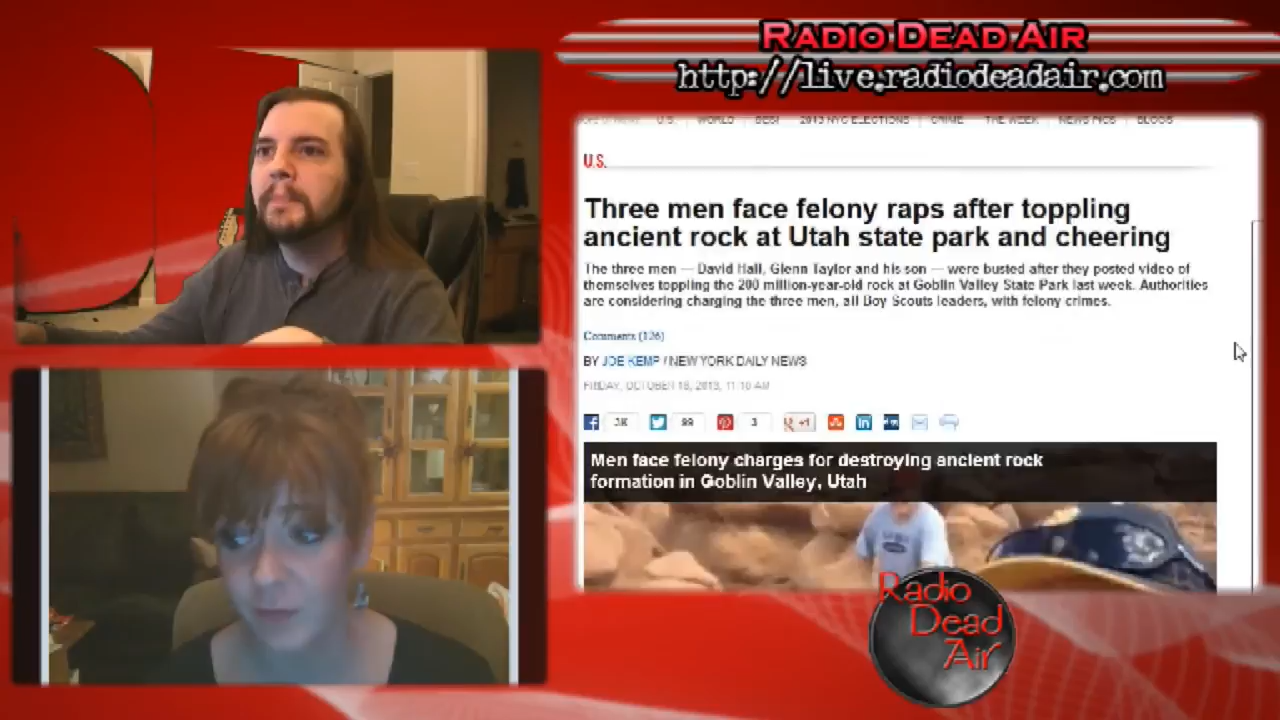 RADIO DEAD AIR
http://live.radiodeadair.com
U.S. WORLD BEST 2013 NYC ELECTIONS CRIME THE WEEK NEWS PICS BLOGS
U.S.
Three men face felony raps after toppling
ancient rock at Utah state park and cheering
The three men — David Hall, Glenn Taylor and his son — were busted after they posted video of
themselves toppling the 200 million-year-old rock at Goblin Valley State Park last week. Authorities
are considering charging the three men, all Boy Scouts leaders, with felony crimes.
Comments (126)
BY JOE KEMP / NEW YORK DAILY NEWS
FRIDAY, OCTOBER 18, 2013, 11:10 AM
3K 99 3 +1
Men face felony charges for destroying ancient rock
formation in Goblin Valley, Utah
Radio
Dead
Air